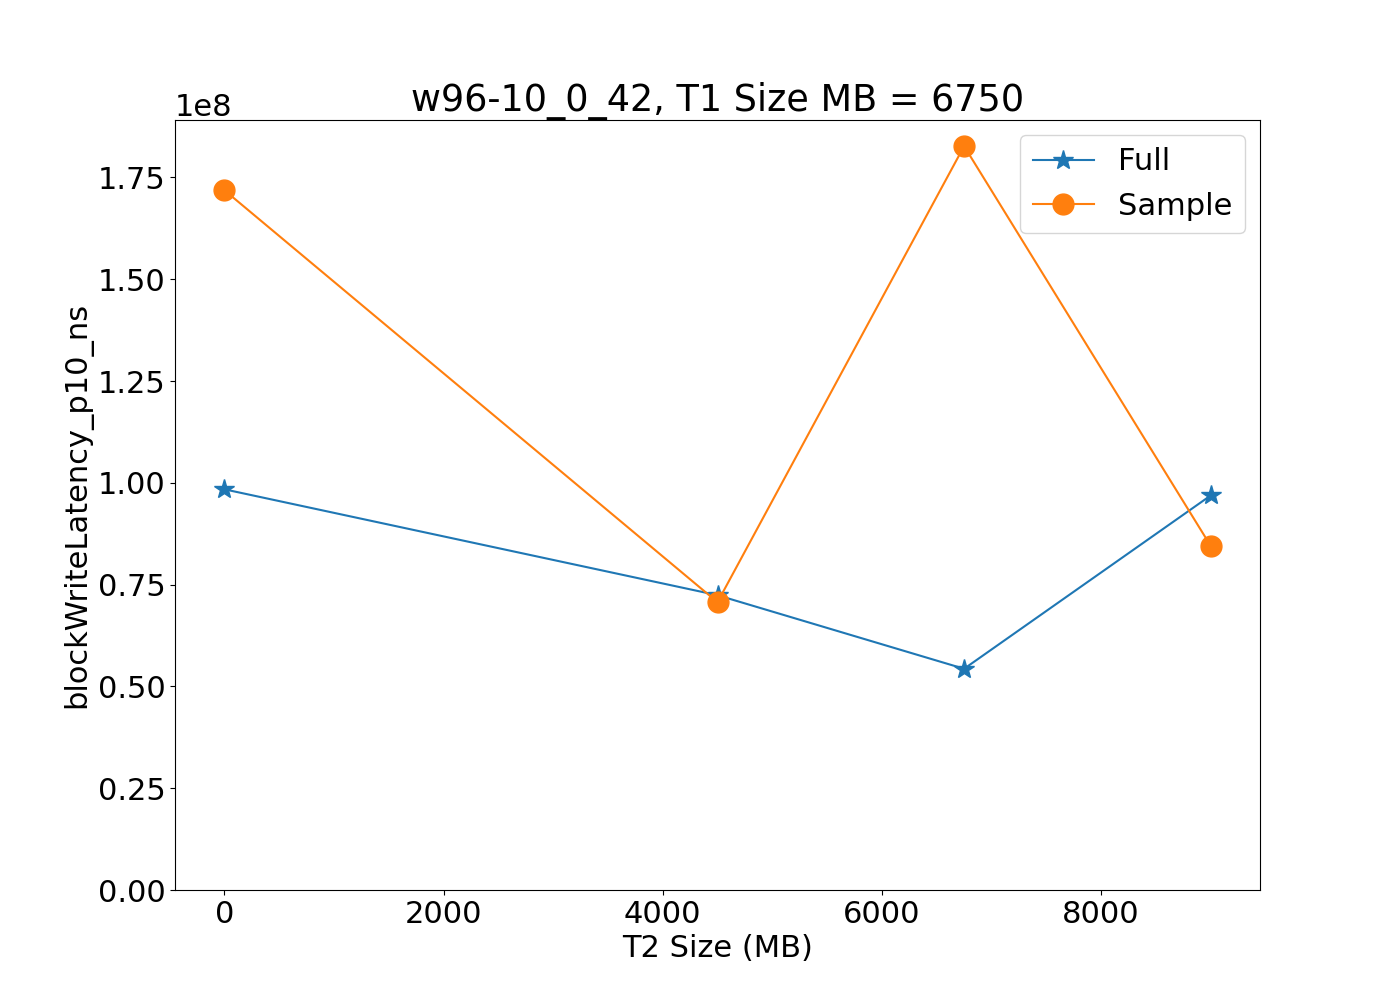 w96-10_0_42, T1 Size MB = 6750
1e8
Full
Sample
1.75
1.50
1.25
1.00
0.75
0.50
0.25
0.00
blockWriteLatency_p10_ns
0 2000 4000 6000 8000
T2 Size (MB)